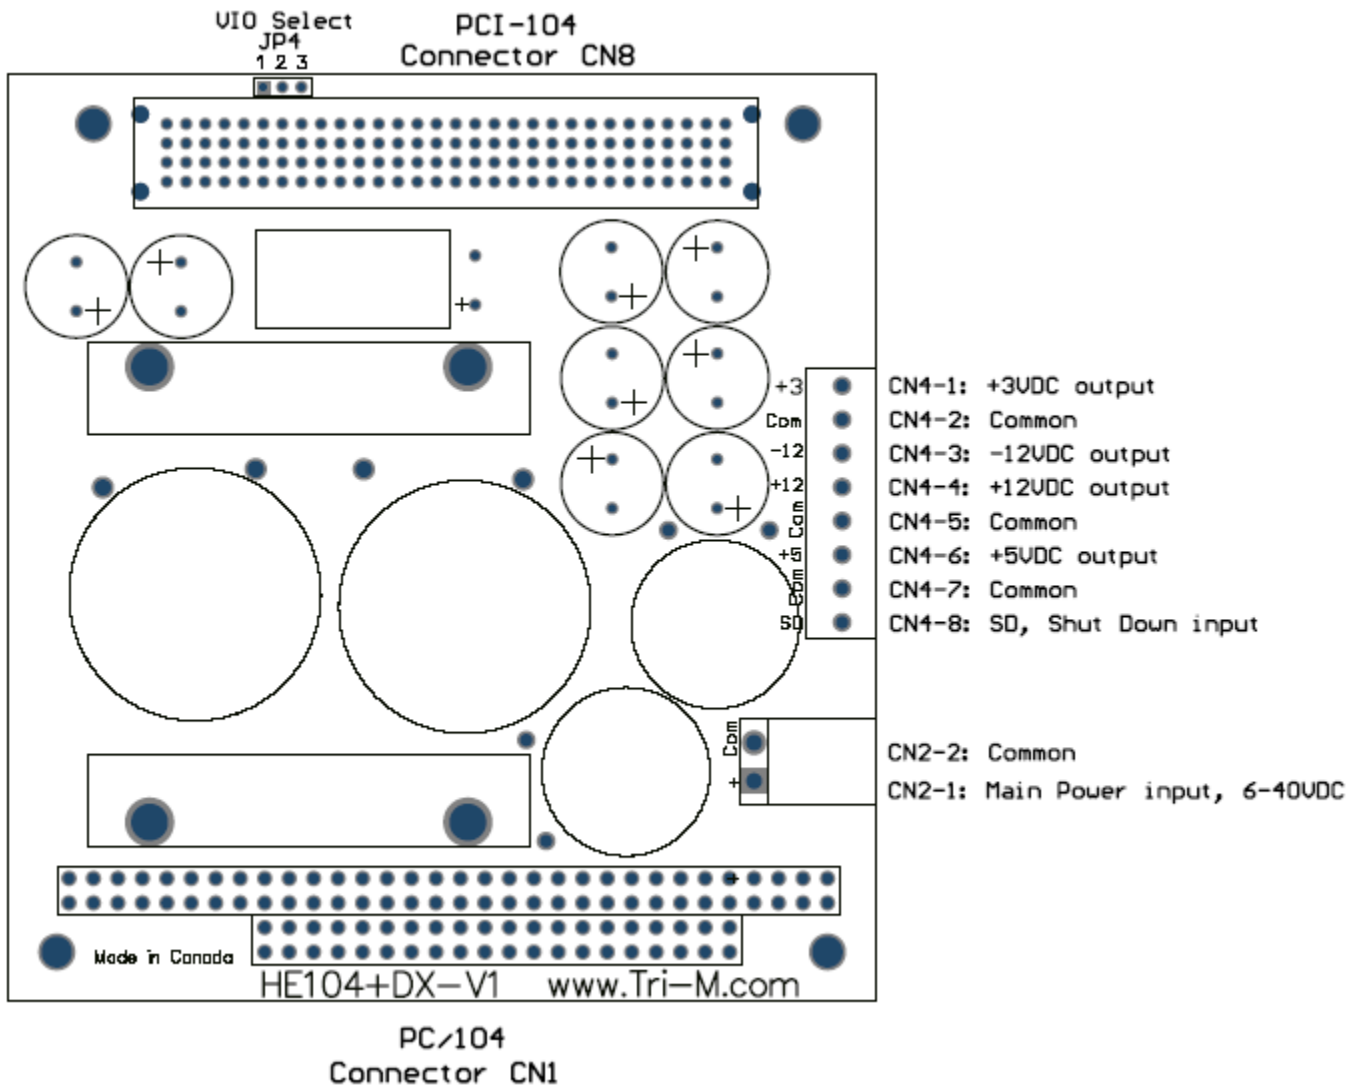 VIO Select
JP4
1 2 3
PCI-104
Connector CN8
+
+
+
+
+
+
+
+
+
+3
Com
-12
+12
Com
+5
Com
SD
CN4-1: +3VDC output
CN4-2: Common
CN4-3: -12VDC output
CN4-4: +12VDC output
CN4-5: Common
CN4-6: +5VDC output
CN4-7: Common
CN4-8: SD, Shut Down input
Com
+
CN2-2: Common
CN2-1: Main Power input, 6-40VDC
+
Made in Canada
HE104+DX-V1 www.Tri-M.com
PC/104
Connector CN1